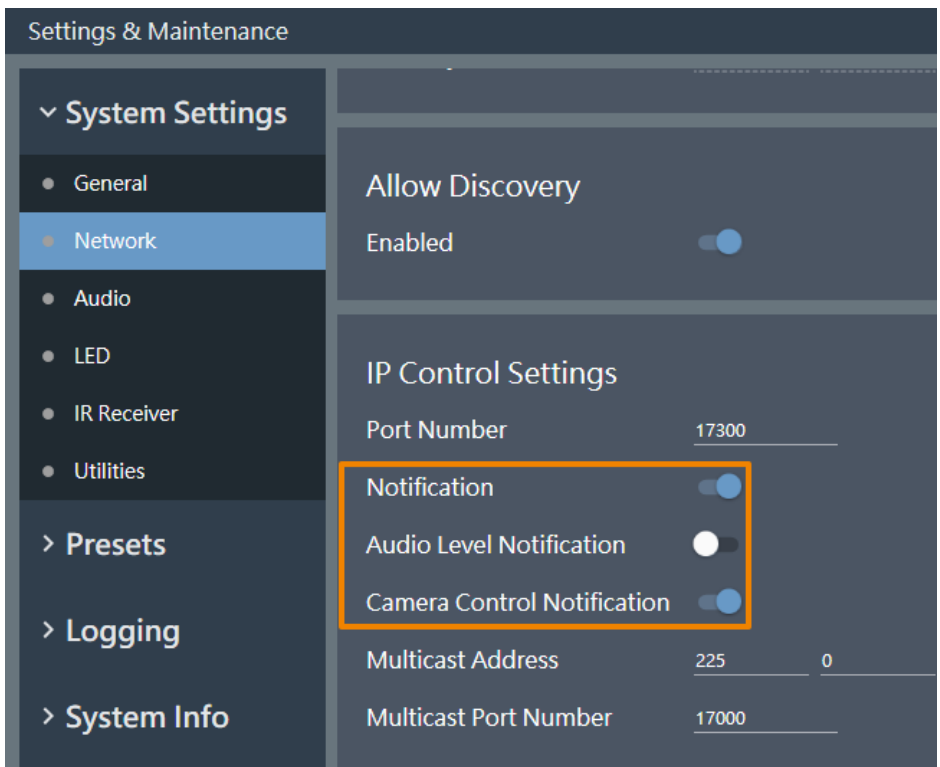 Settings & Maintenance
System Settings
General
Network
Audio
LED
IR Receiver
Utilities
Presets
Logging
System Info
Allow Discovery
Enabled
IP Control Settings
Port Number 17300
Notification
Audio Level Notification
Camera Control Notification
Multicast Address 225 0
Multicast Port Number 17000